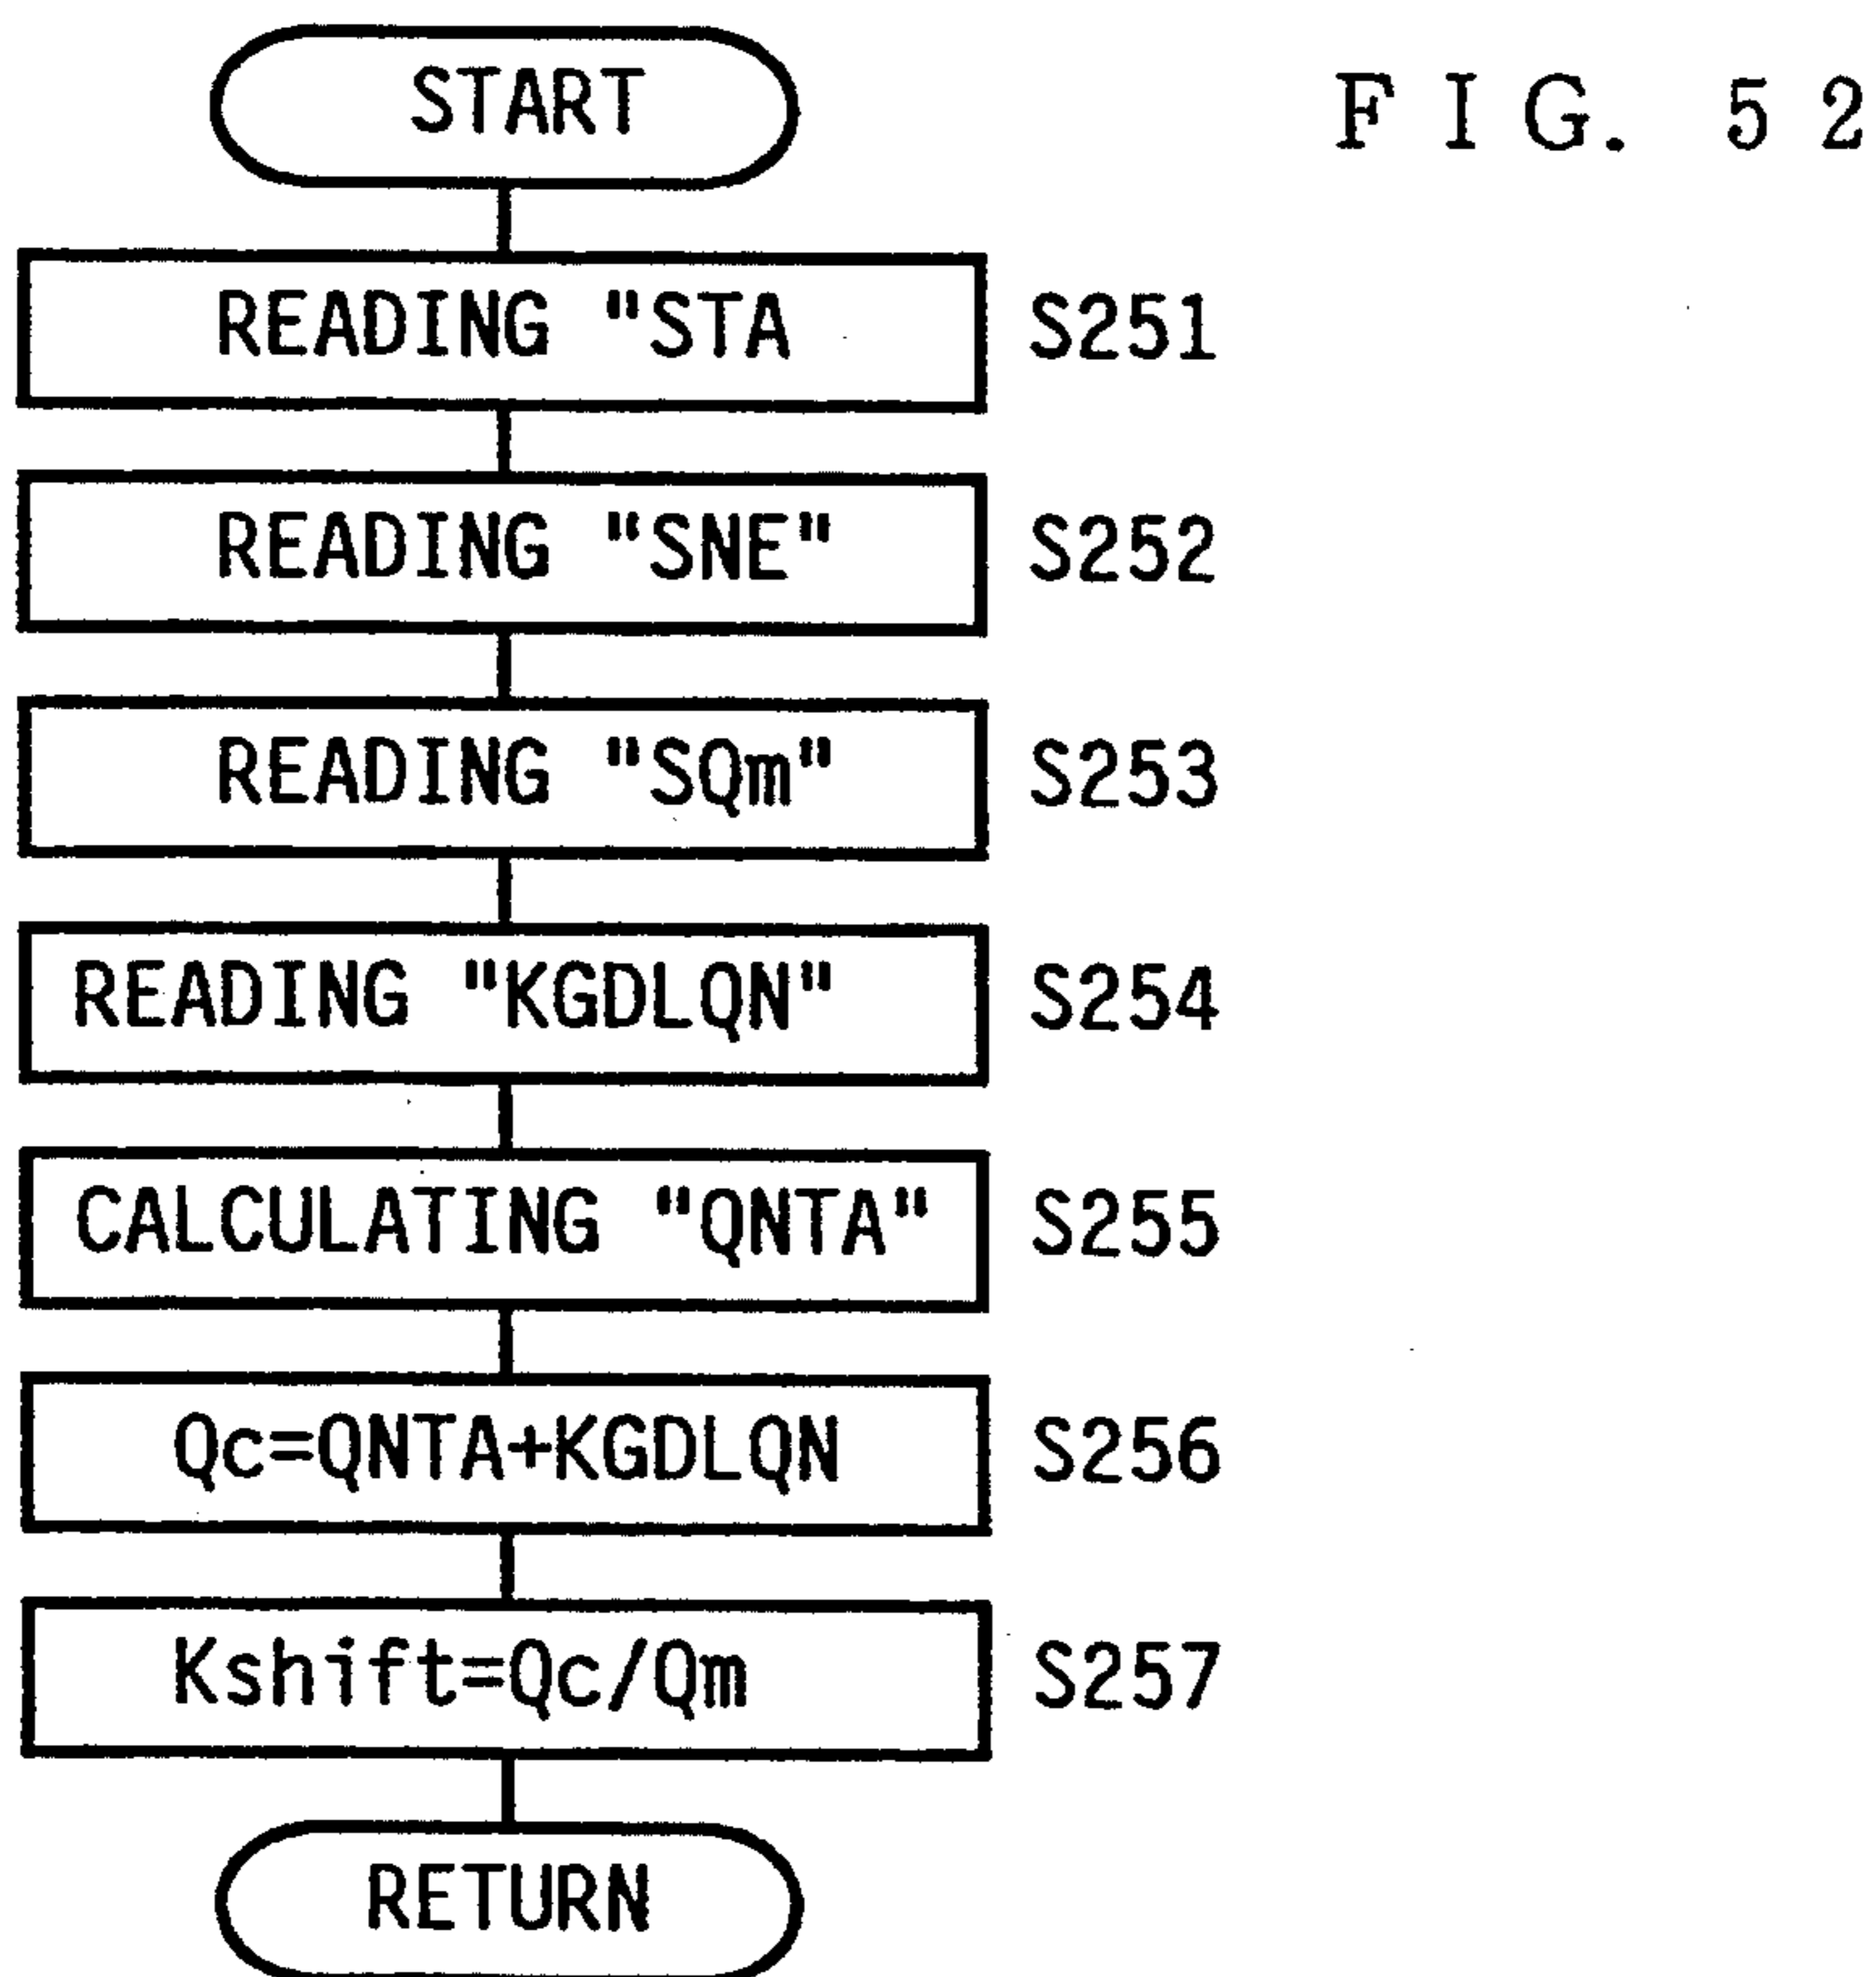 START
FIG. 52
READING "STA
S251
READING "SNE"
S252
READING "SQm"
S253
READING "KGDLQN"
S254
CALCULATING "QNTA"
S255
Qc=QNTA+KGDLQN
S256
Kshift=Qc/Qm
S257
RETURN